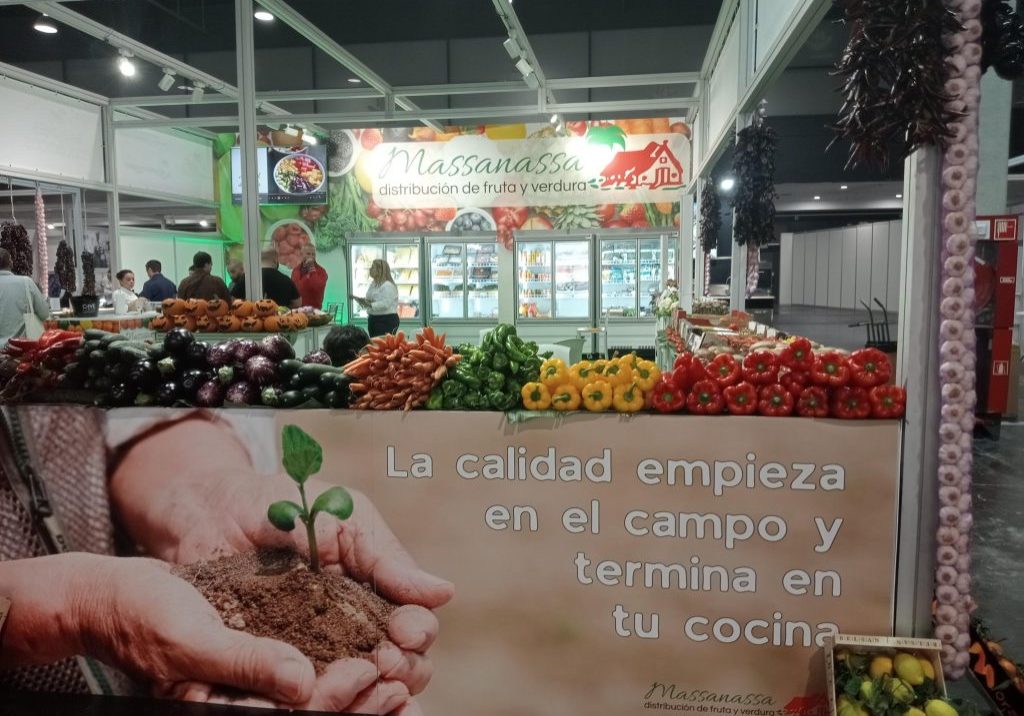 Massanassa
distribución de fruta y verdura
La calidad empieza
en el campo y
termina en
tu cocina
Massanassa
distribución de fruta y verdura